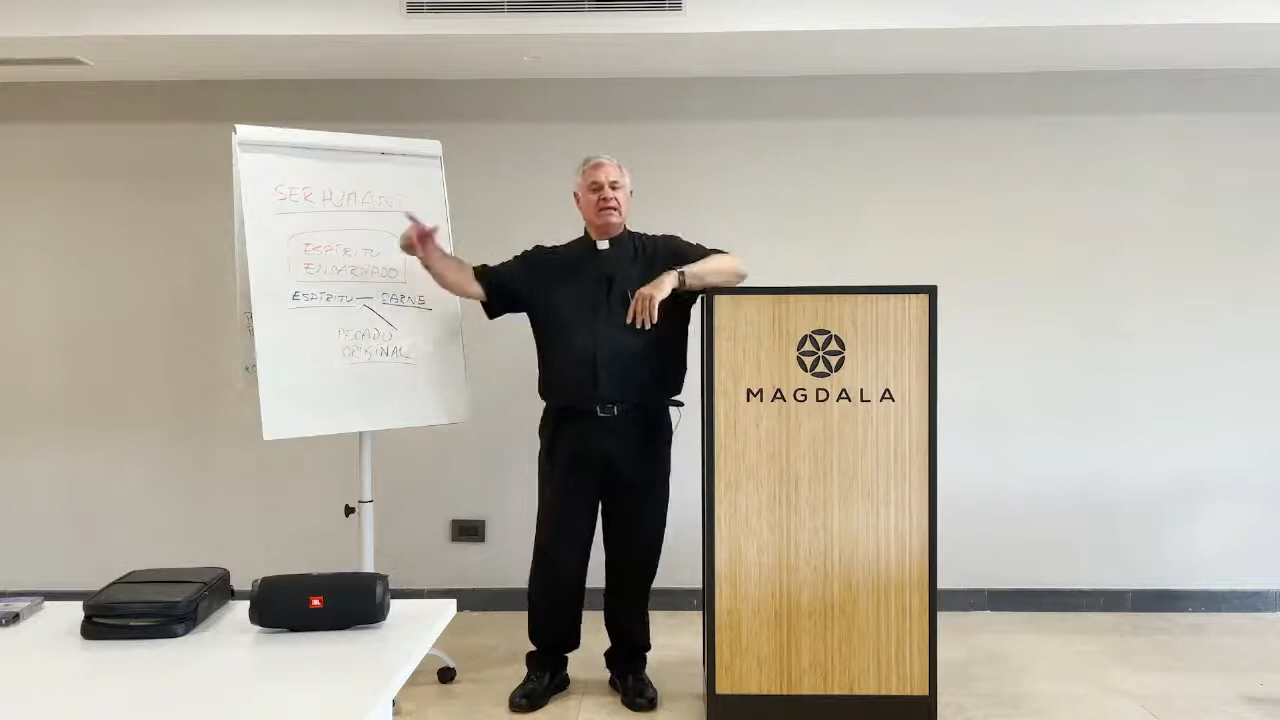 SER HUMANO
ESPÍRITU
ENCARNADO
ESPÍRITU — CARNE
PECADO
ORIGINAL
MAGDALA
JBL